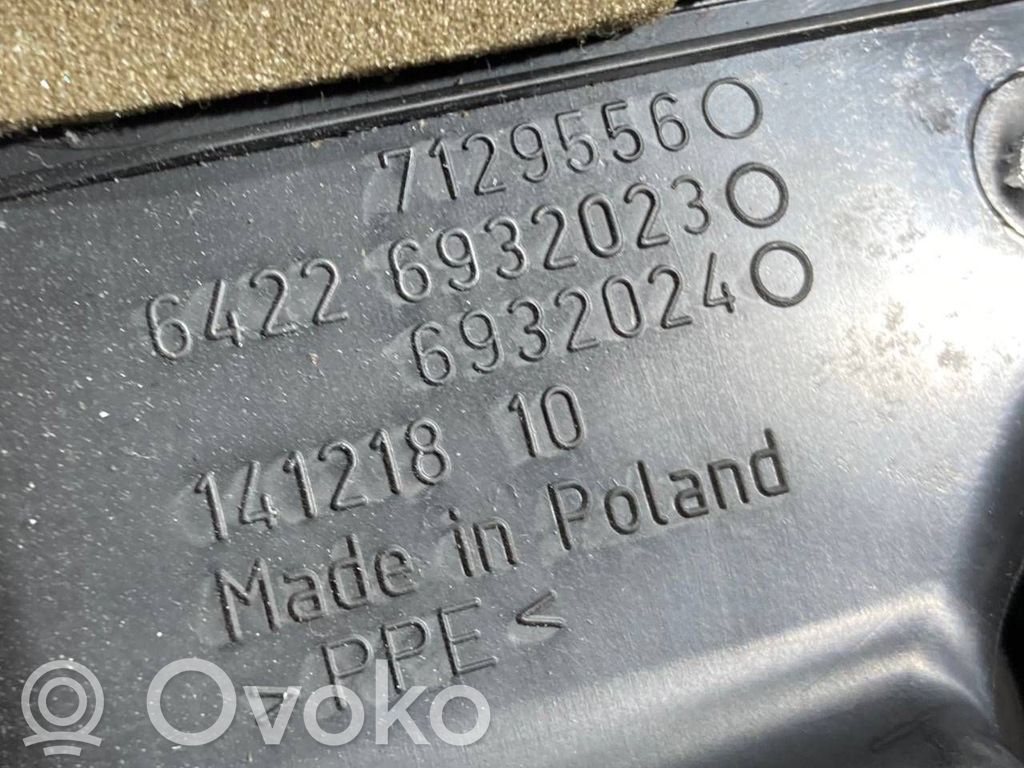 7129556
6422 6932023
6932024
141218 10
Made in Poland
>PPE<
Ovoko